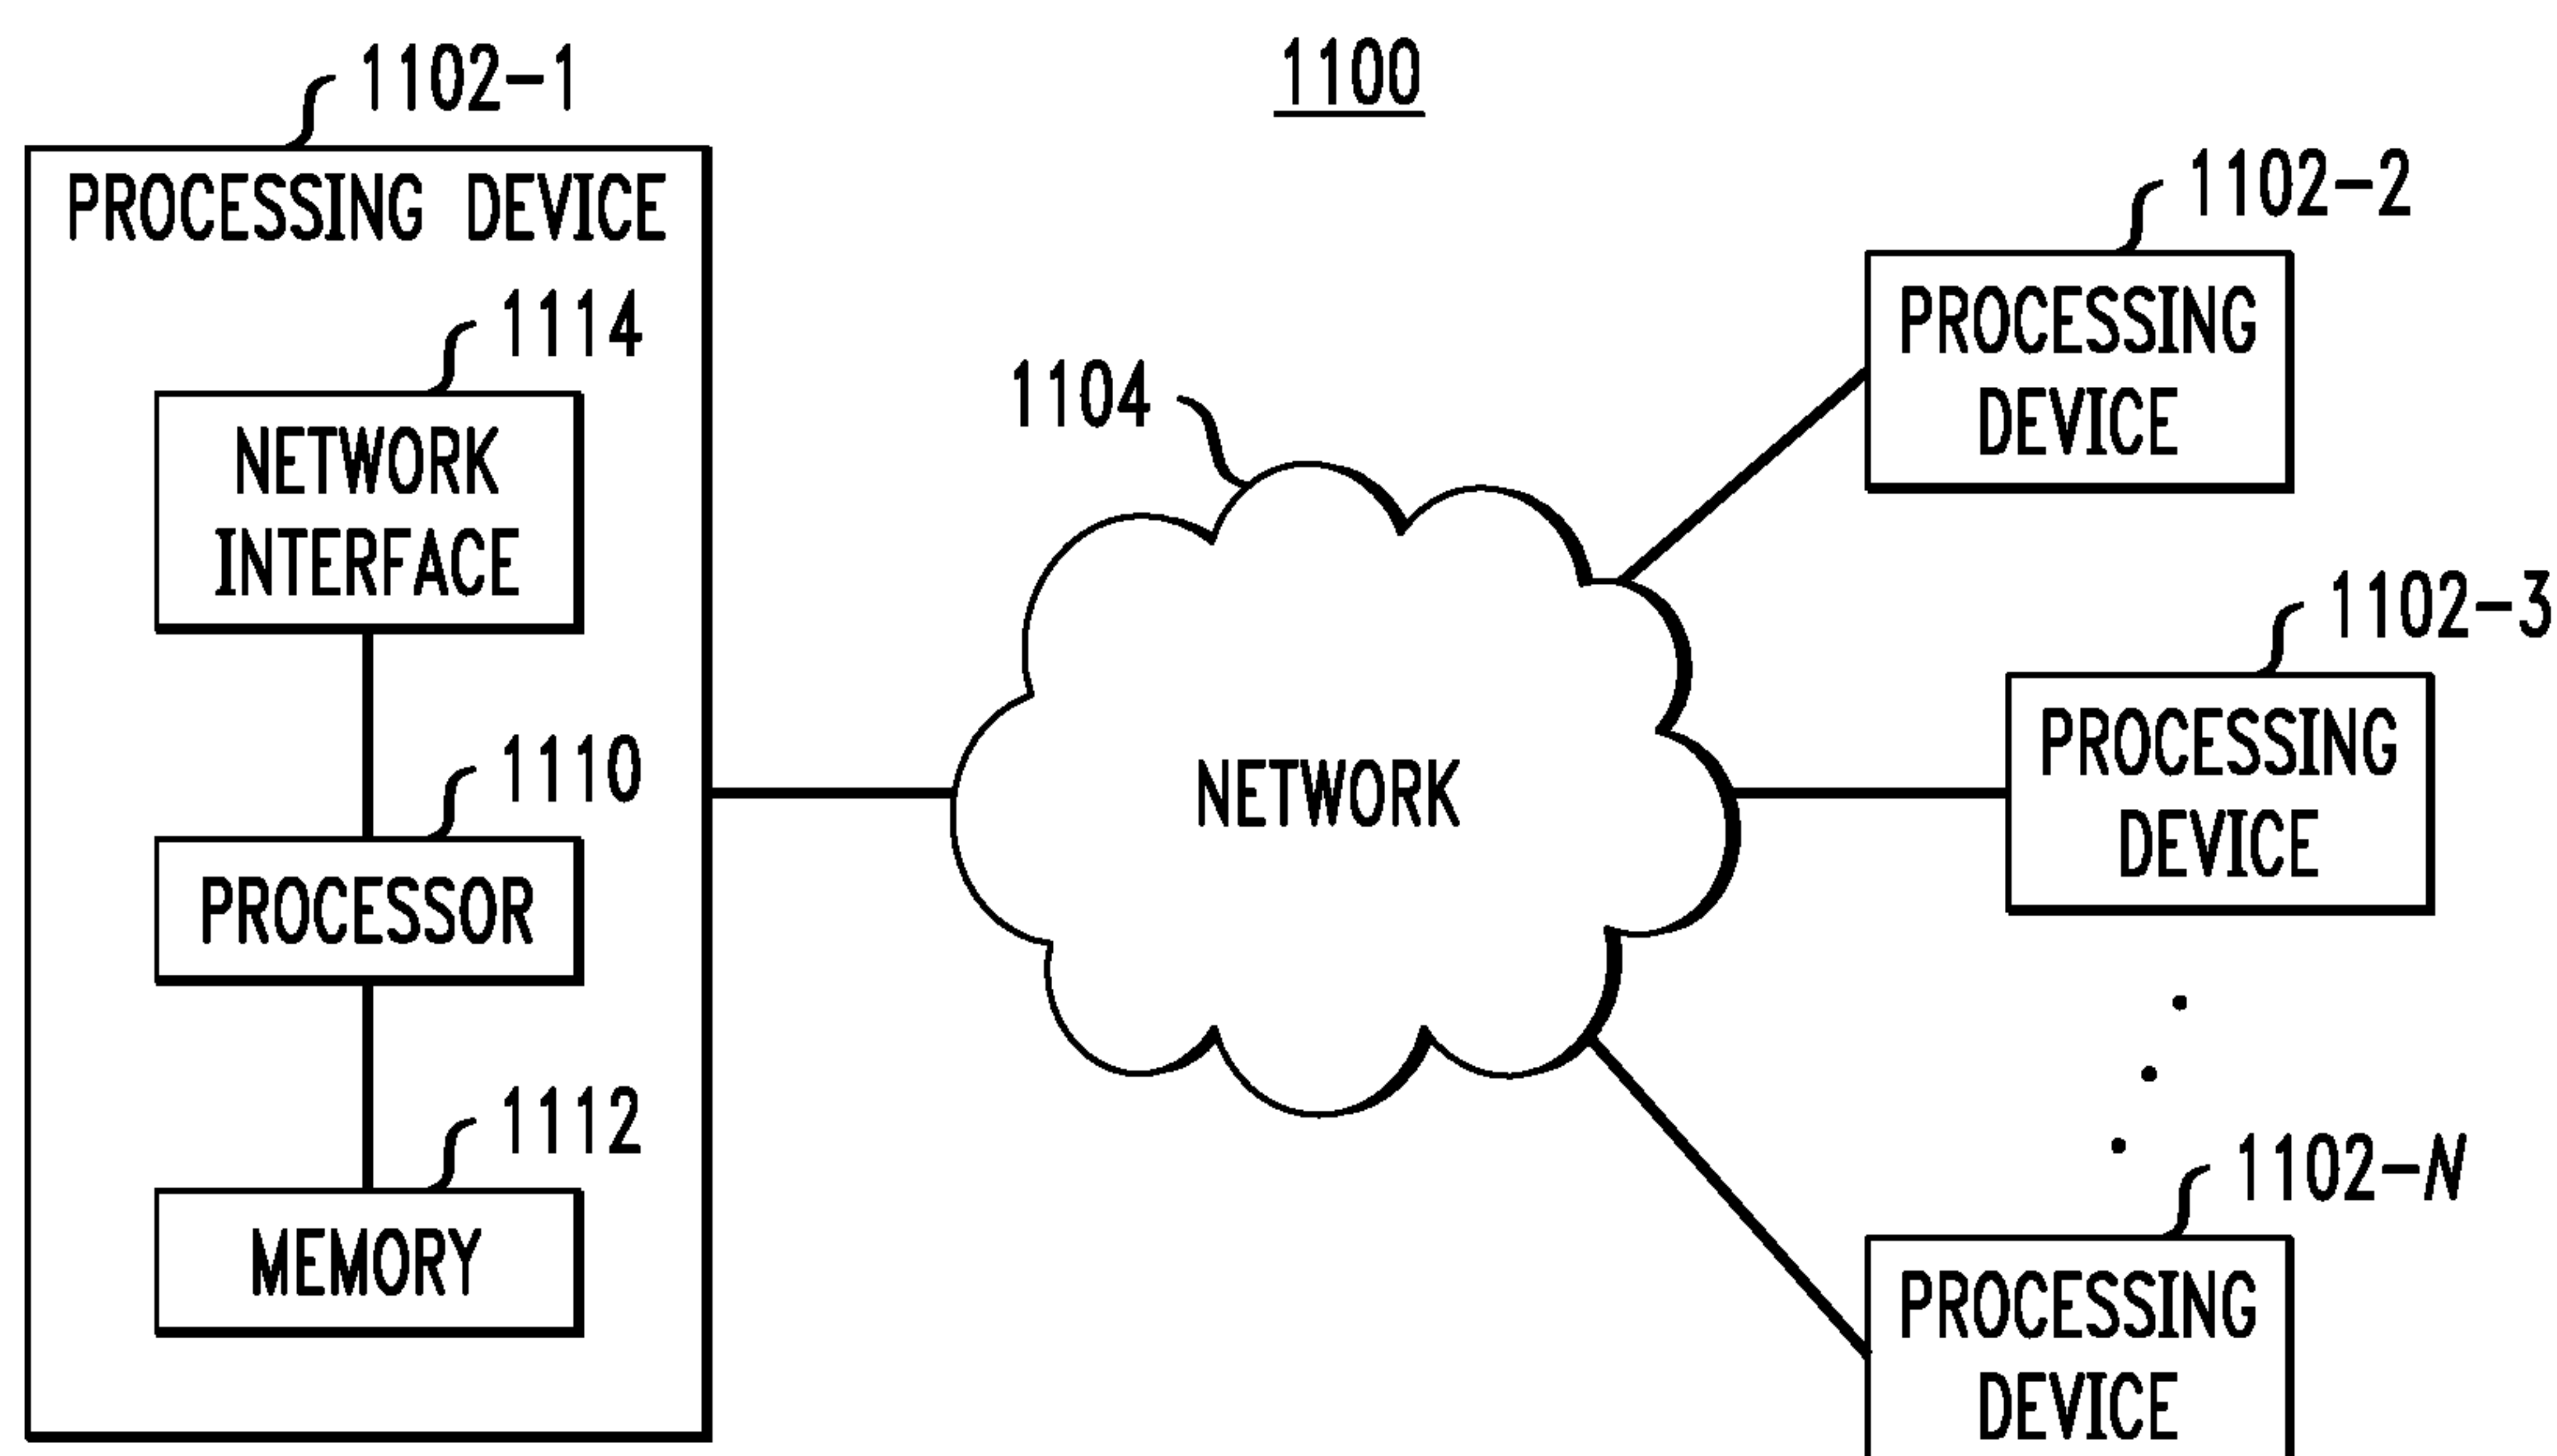 1100
1102-1
PROCESSING DEVICE
1114
NETWORK
INTERFACE
1110
PROCESSOR
1112
MEMORY
1104
NETWORK
1102-2
PROCESSING
DEVICE
1102-3
PROCESSING
DEVICE
1102-N
PROCESSING
DEVICE